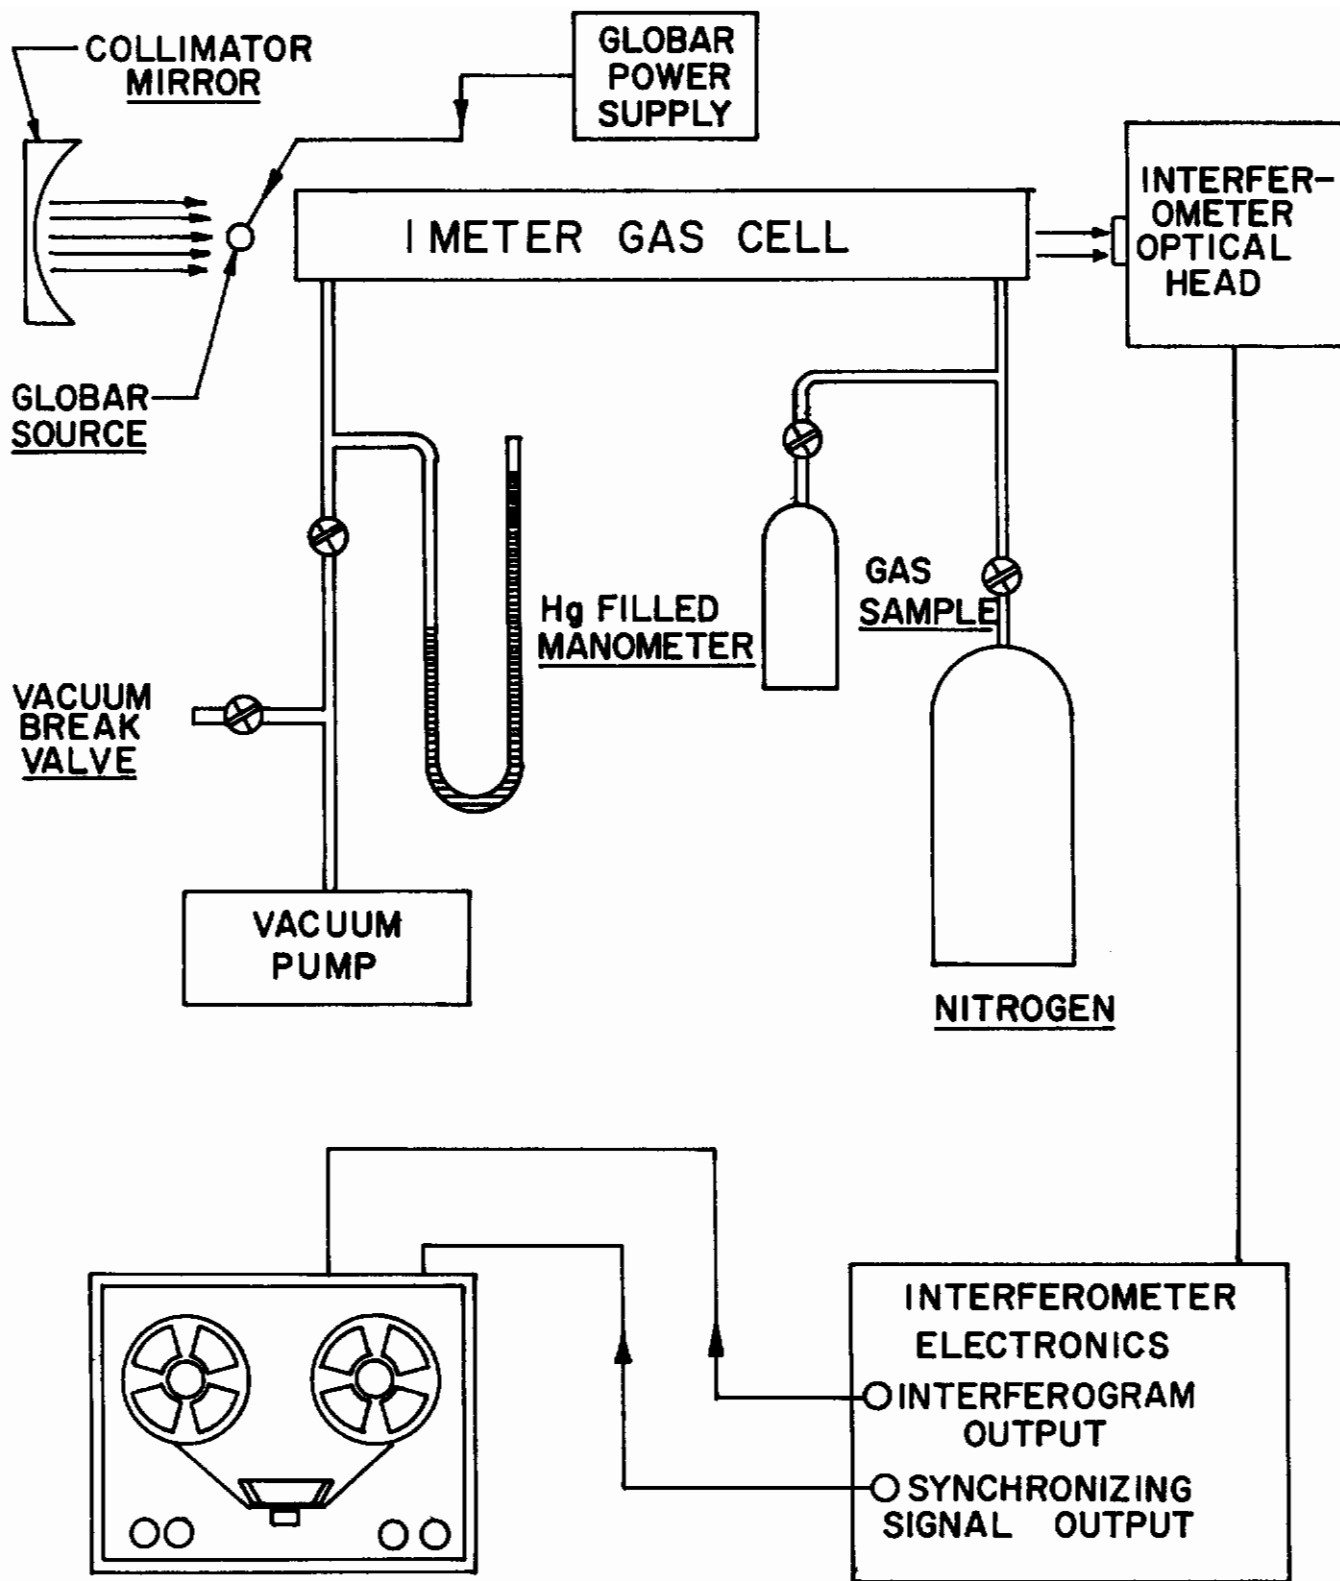 COLLIMATOR
MIRROR
GLOBAR
POWER
SUPPLY
INTERFER-
OMETER
OPTICAL
HEAD
1 METER GAS CELL
GLOBAR
SOURCE
GAS
SAMPLE
Hg FILLED
MANOMETER
VACUUM
BREAK
VALVE
VACUUM
PUMP
NITROGEN
INTERFEROMETER
ELECTRONICS
INTERFEROGRAM
OUTPUT
SYNCHRONIZING
SIGNAL OUTPUT